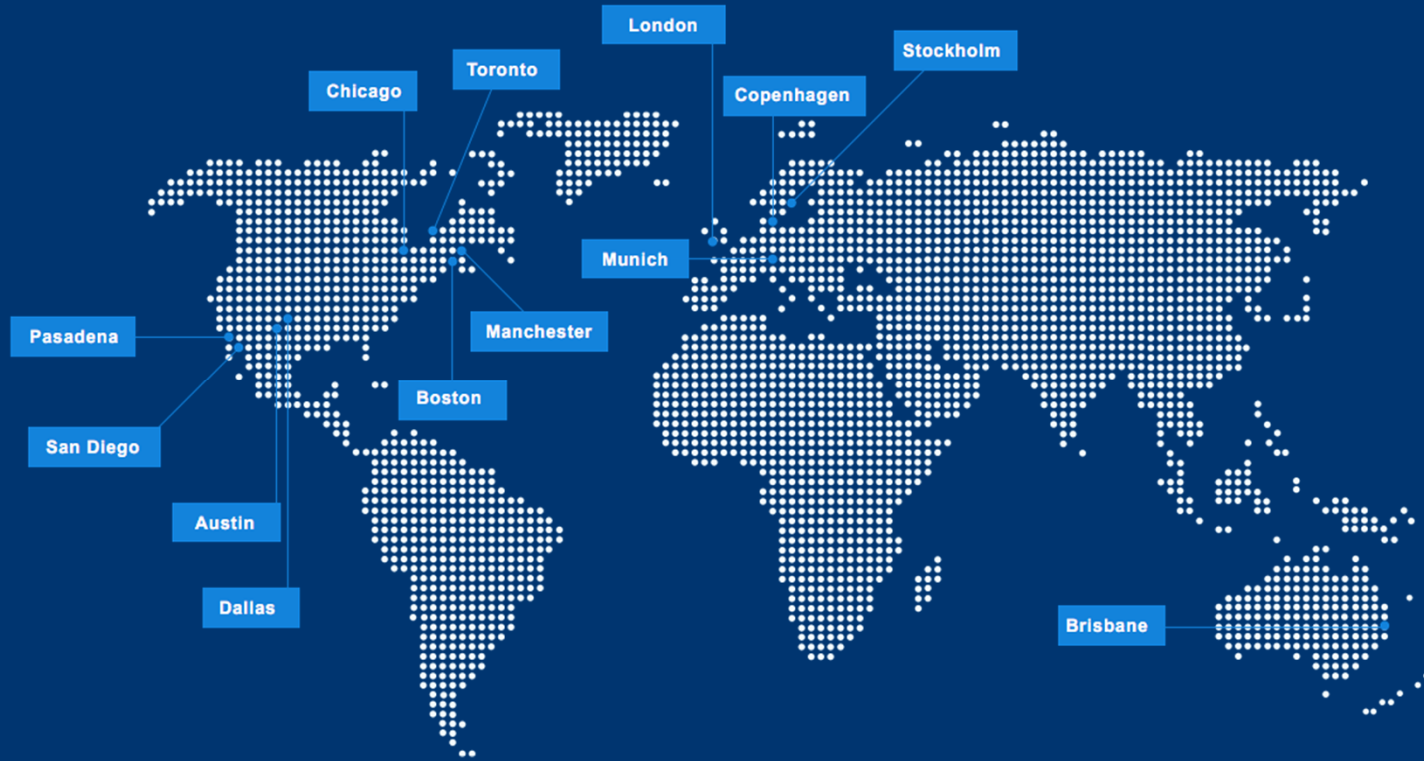 London
Stockholm
Toronto
Chicago
Copenhagen
Munich
Manchester
Pasadena
Boston
San Diego
Austin
Dallas
Brisbane